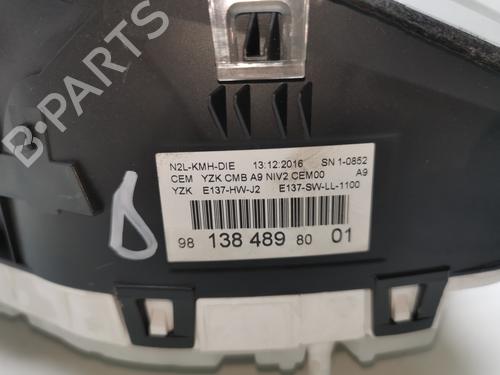 B-PARTS
N2L-KMH-DIE 13:12:2016 SN 1-0852
CEM YZK CMB A9 NIV2 CEM00 A9
YZK E137-HW-J2 E137-SW-LL-1100
98 138 489 80 01